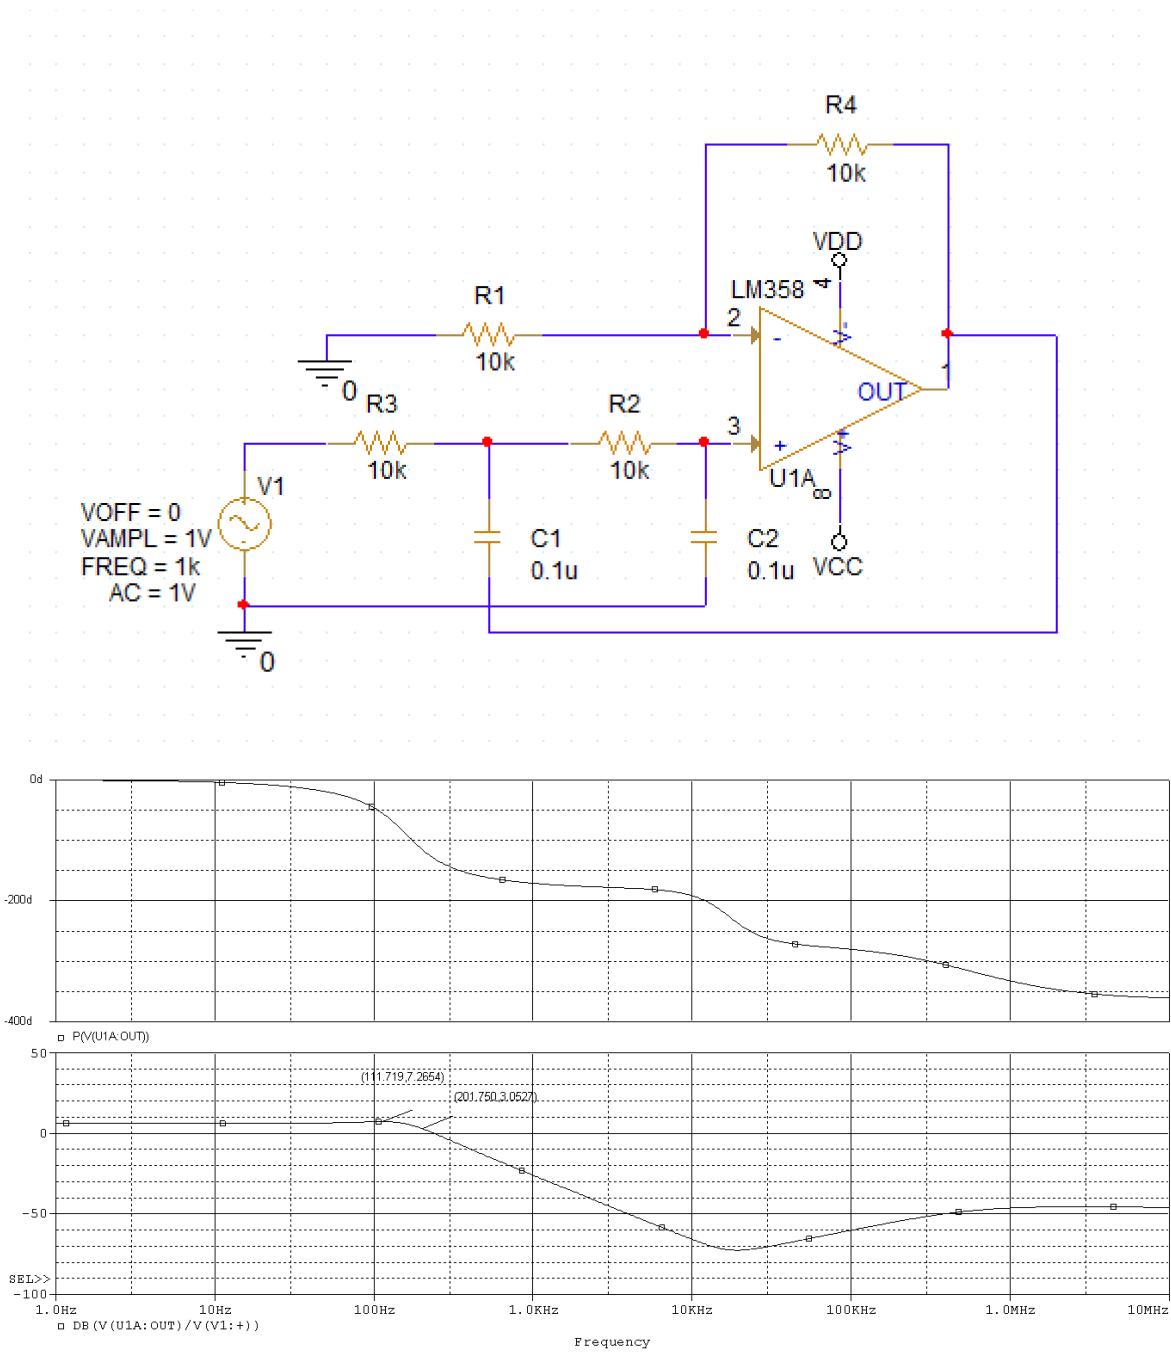 R4
10k
VDD
4
LM358
R1
2
V-
-
10k
1
OUT
0
R3
R2
3
V+
+
10k
10k
U1A
8
V1
VOFF = 0
VAMPL = 1V
FREQ = 1k
AC = 1V
C1
0.1u
C2
0.1u
VCC
0
0d
-200d
-400d
P(V(U1A:OUT))
50
(111.719,7.2654)
(201.750,3.0527)
0
-50
SEL>>
-100
1.0Hz 10Hz 100Hz 1.0KHz 10KHz 100KHz 1.0MHz 10MHz
DB(V(U1A:OUT)/V(V1:+))
Frequency